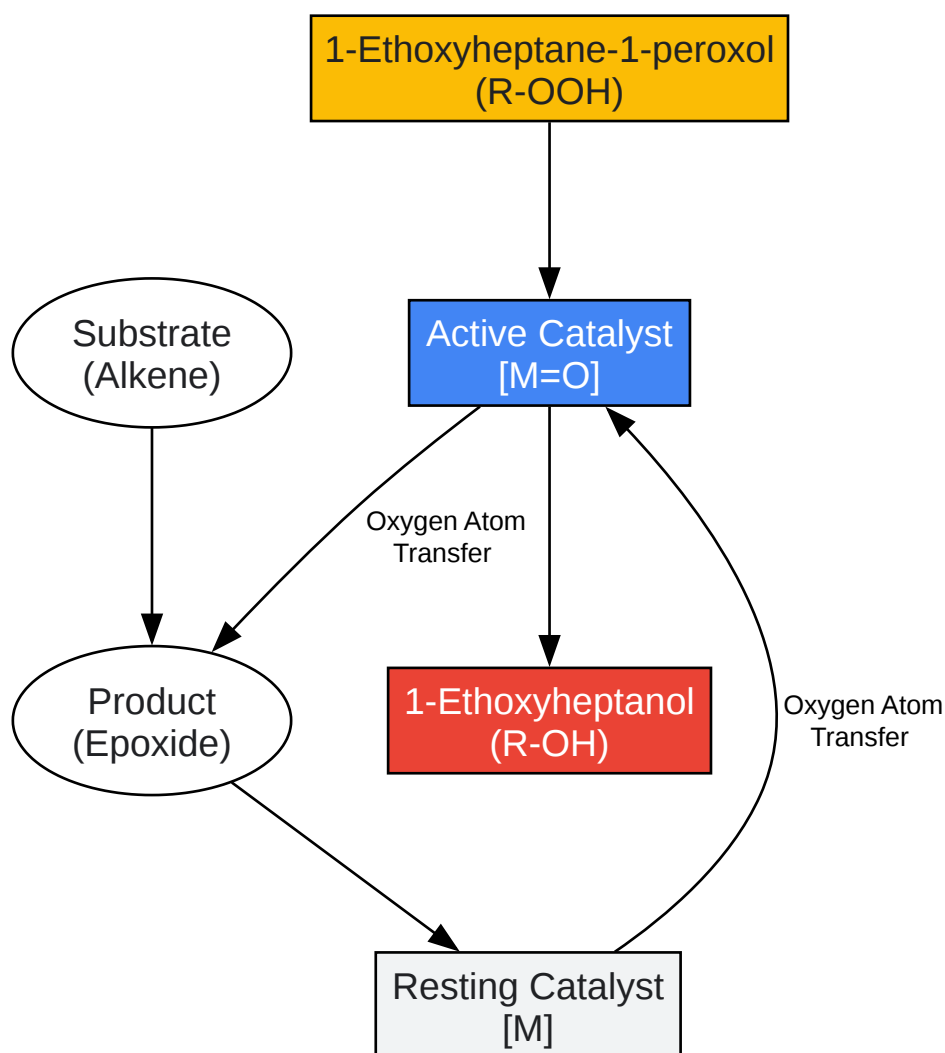 1-Ethoxyheptane-1-peroxol
(R-OOH)
Substrate
(Alkene)
Active Catalyst
[M=O]
Oxygen Atom
Transfer
Product
(Epoxide)
1-Ethoxyheptanol
(R-OH)
Oxygen Atom
Transfer
Resting Catalyst
[M]